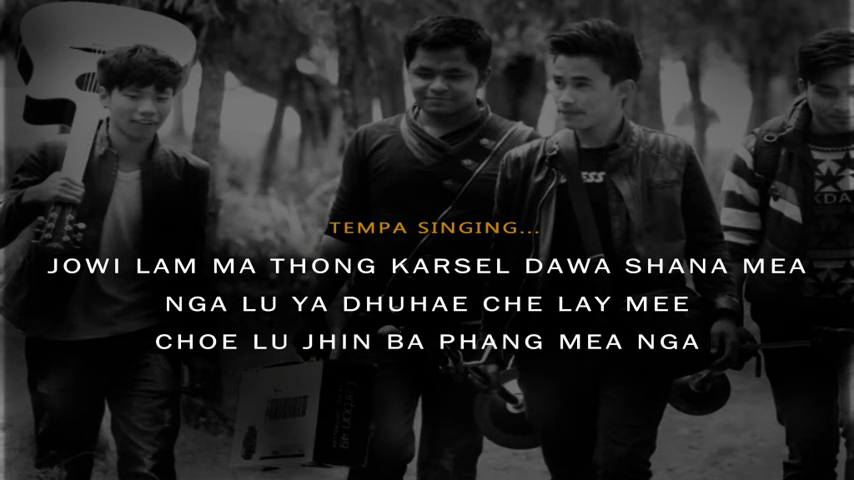 TEMPA SINGING...
JOWI LAM MA THONG KARSEL DAWA SHANA MEA
NGA LU YA DHUHAE CHE LAY MEE
CHOE LU JHIN BA PHANG MEA NGA